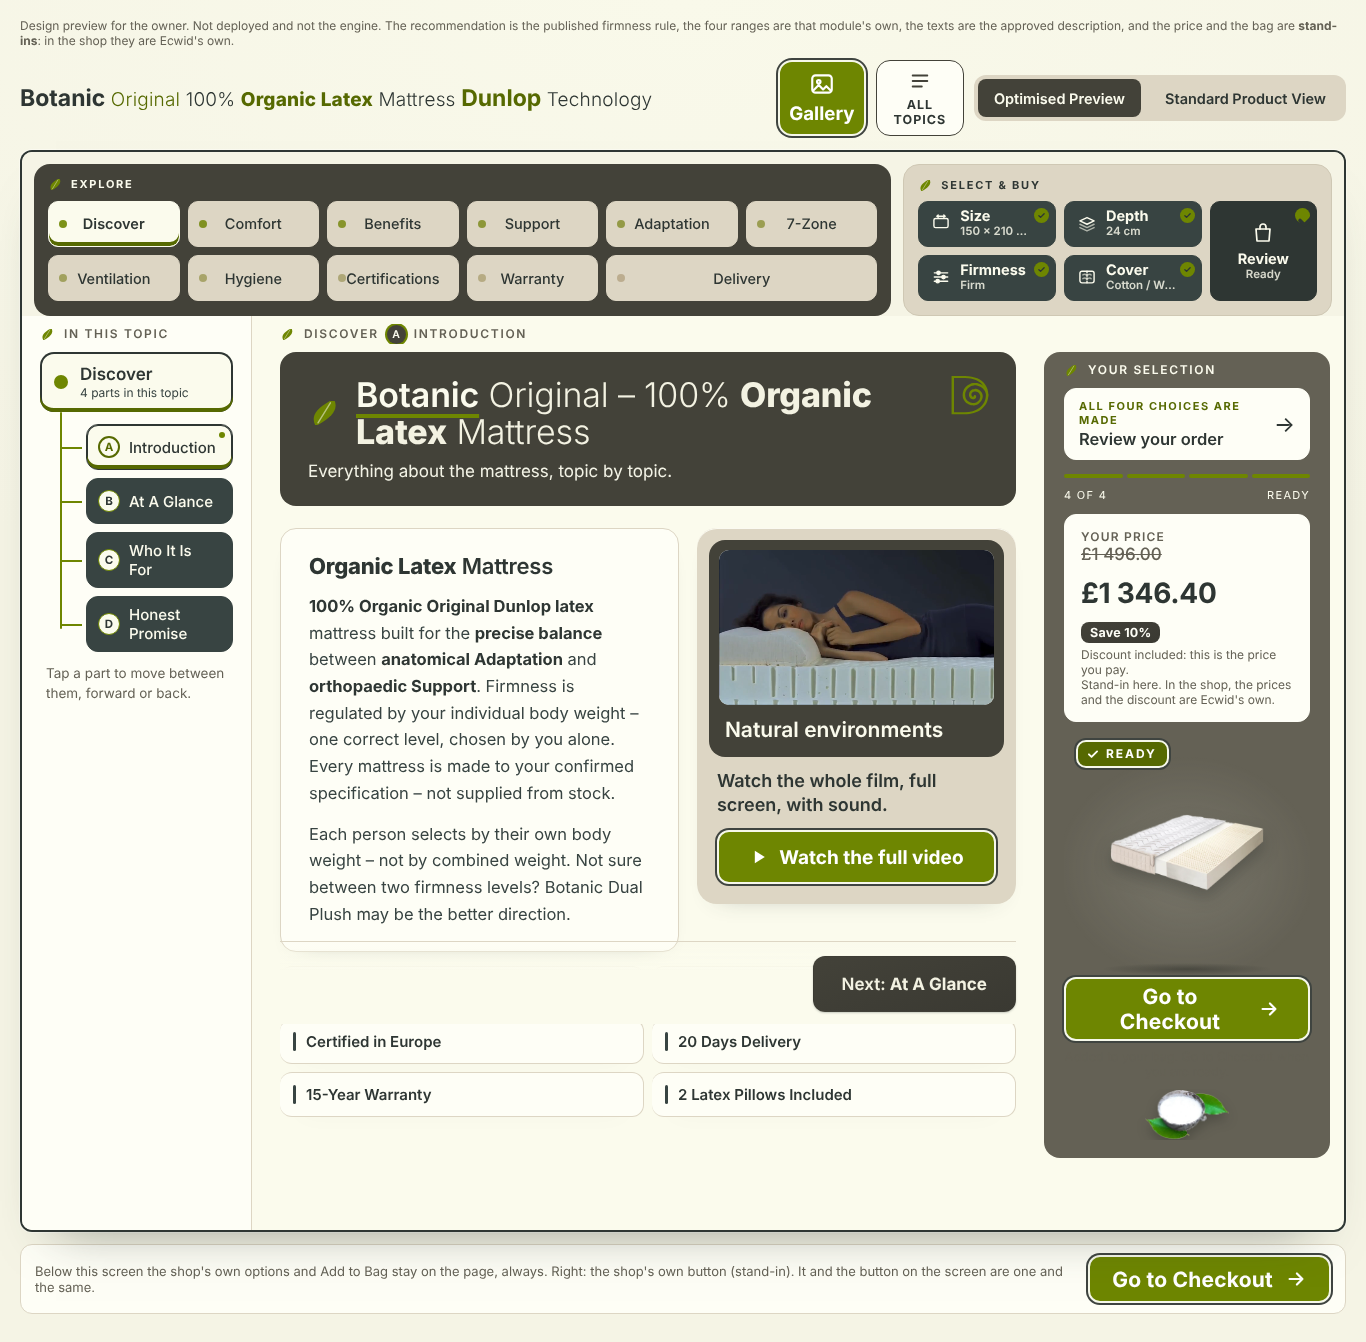 Design preview for the owner. Not deployed and not the engine. The recommendation is the published firmness rule, the four ranges are that module's own, the texts are the approved description, and the price and the bag are stand-
ins: in the shop they are Ecwid's own.
Botanic Original 100% Organic Latex Mattress Dunlop Technology
Gallery
ALL
TOPICS
Optimised Preview
Standard Product View
EXPLORE
Discover
Comfort
Benefits
Support
Adaptation
7-Zone
Ventilation
Hygiene
Certifications
Warranty
Delivery
SELECT & BUY
Size
150 × 210 ...
Depth
24 cm
Firmness
Firm
Cover
Cotton / W...
Review
Ready
IN THIS TOPIC
Discover
4 parts in this topic
A Introduction
B At A Glance
C Who It Is
For
D Honest
Promise
Tap a part to move between
them, forward or back.
DISCOVER A INTRODUCTION
Botanic Original – 100% Organic
Latex Mattress
Everything about the mattress, topic by topic.
Organic Latex Mattress
100% Organic Original Dunlop latex
mattress built for the precise balance
between anatomical Adaptation and
orthopaedic Support. Firmness is
regulated by your individual body weight –
one correct level, chosen by you alone.
Every mattress is made to your confirmed
specification – not supplied from stock.
Each person selects by their own body
weight – not by combined weight. Not sure
between two firmness levels? Botanic Dual
Plush may be the better direction.
Natural environments
Watch the whole film, full
screen, with sound.
Watch the full video
Next: At A Glance
Certified in Europe
20 Days Delivery
15-Year Warranty
2 Latex Pillows Included
YOUR SELECTION
ALL FOUR CHOICES ARE
MADE
Review your order
4 OF 4
READY
YOUR PRICE
£1 496.00
£1 346.40
Save 10%
Discount included: this is the price
you pay.
Stand-in here. In the shop, the prices
and the discount are Ecwid's own.
READY
Go to
Checkout
Below this screen the shop's own options and Add to Bag stay on the page, always. Right: the shop's own button (stand-in). It and the button on the screen are one and
the same.
Go to Checkout